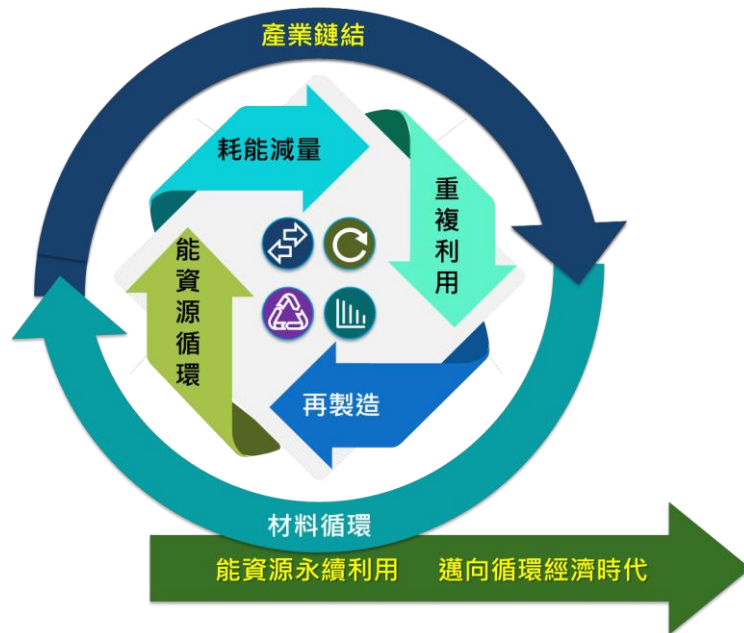 產業鏈結
耗能減量
重複利用
能資源循環
再製造
材料循環
能資源永續利用 邁向循環經濟時代